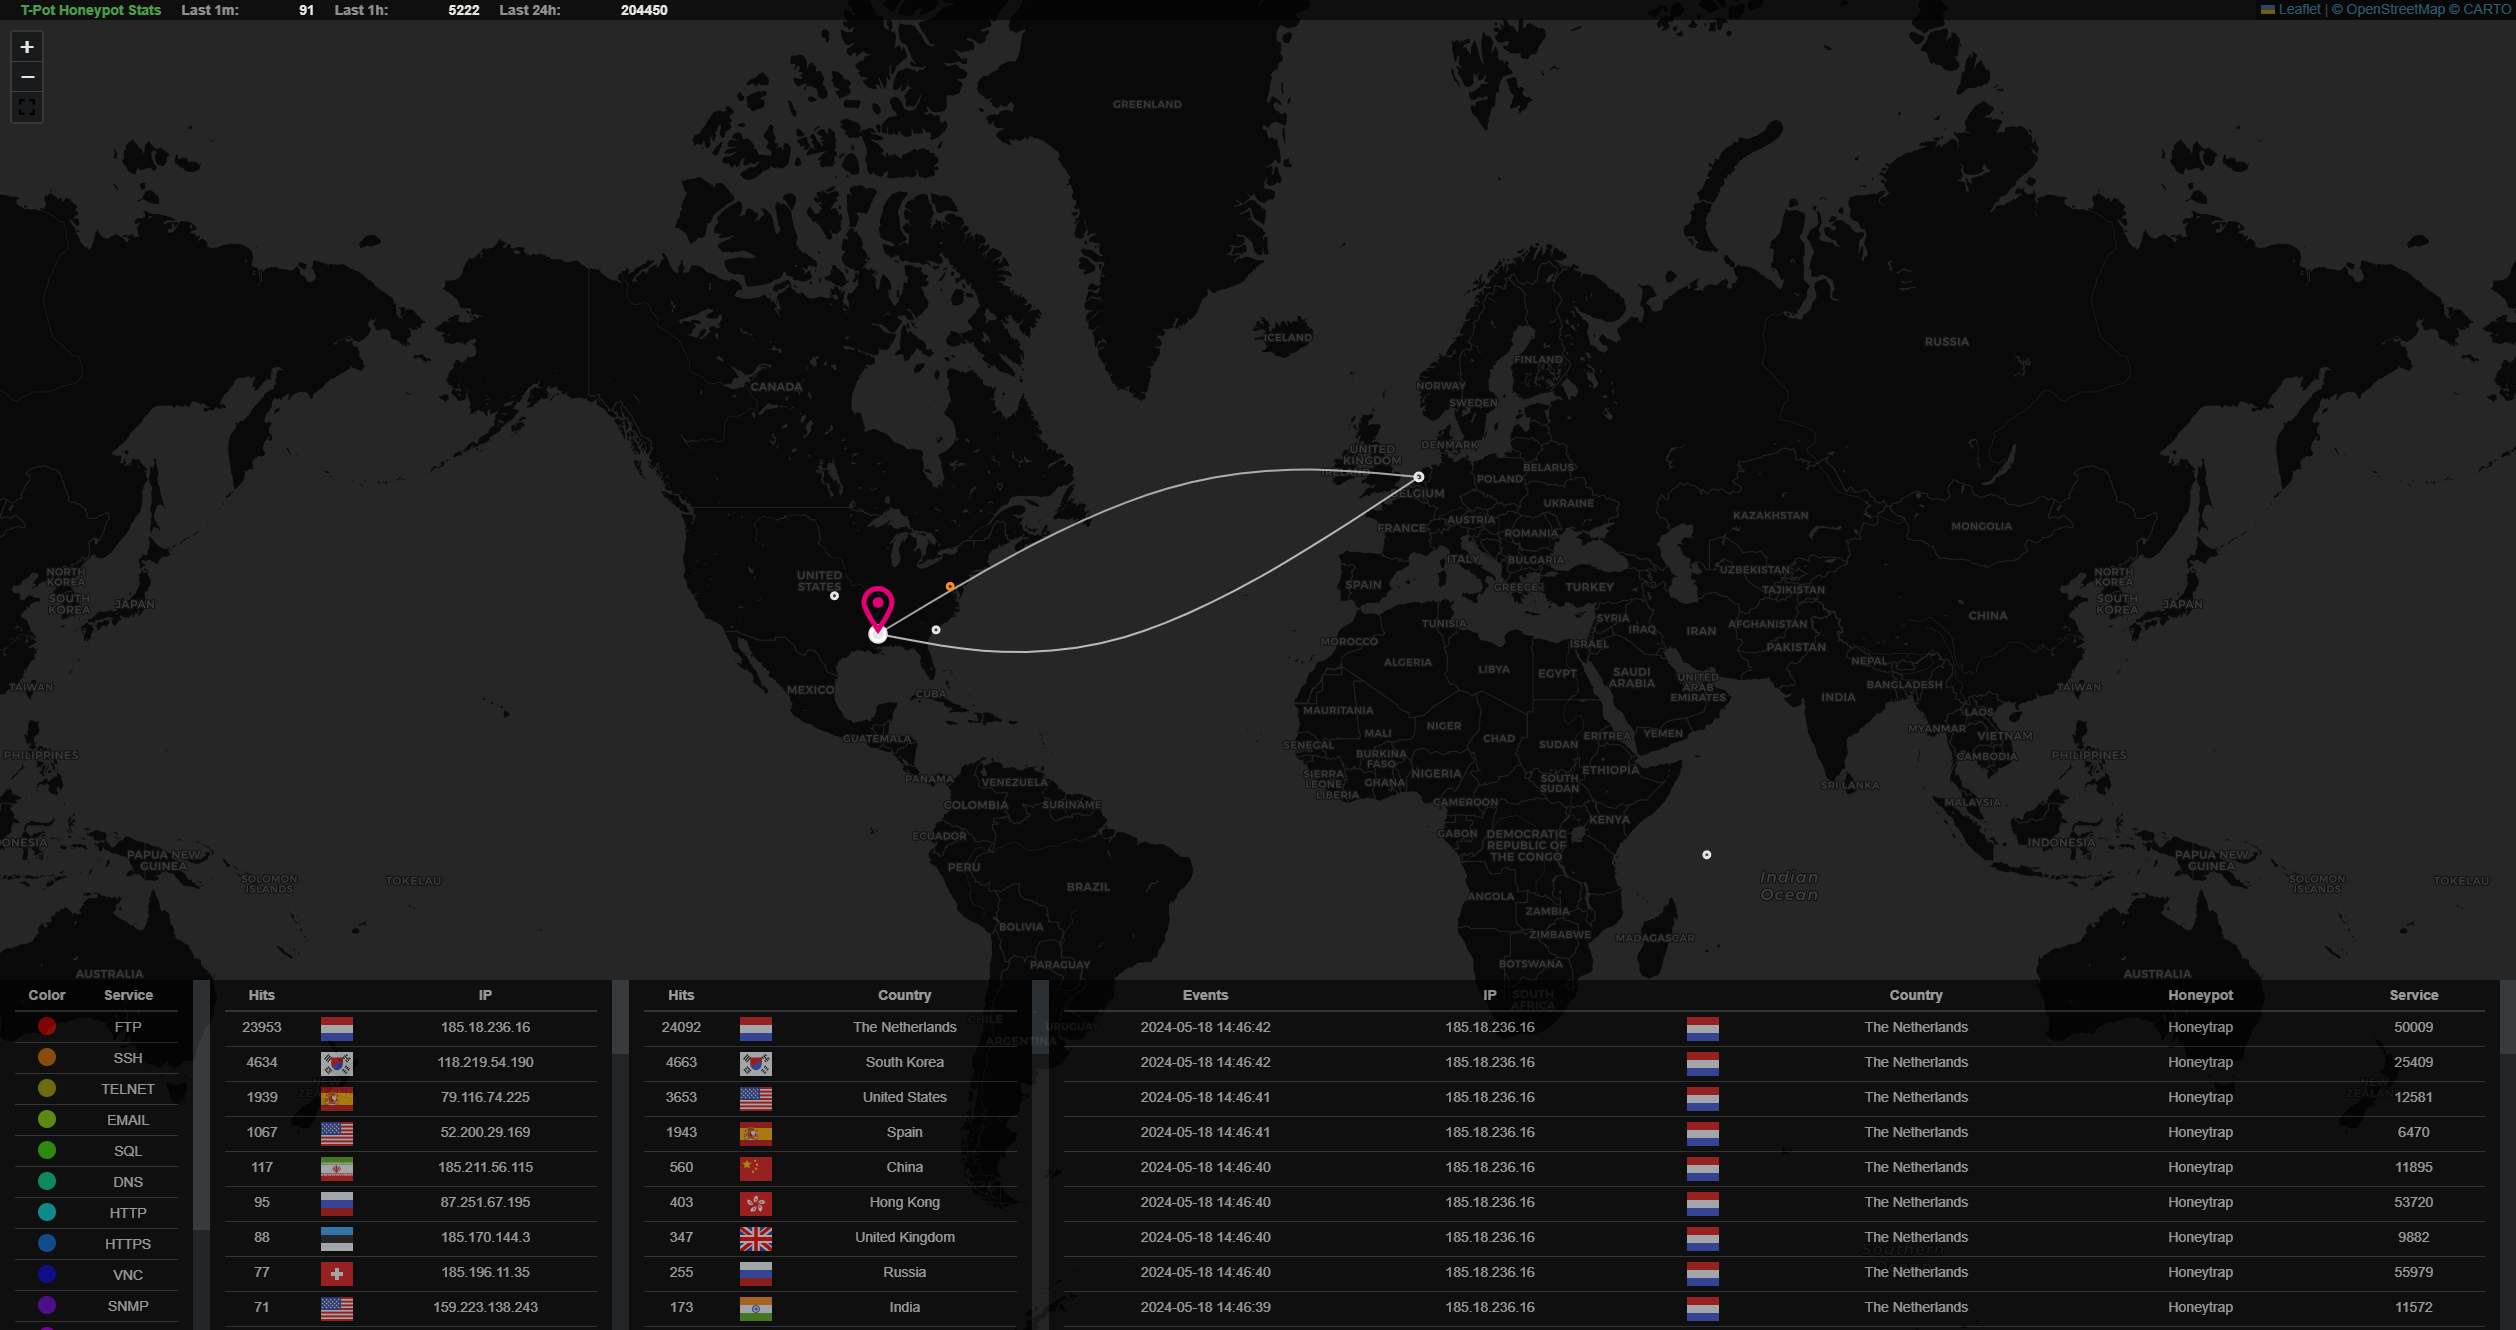 T-Pot Honeypot Stats Last 1m: 91 Last 1h: 5222 Last 24h: 204450
Leaflet | © OpenStreetMap © CARTO
+
−
GREENLAND
ICELAND
RUSSIA
FINLAND
NORWAY
SWEDEN
CANADA
DENMARK
UNITED KINGDOM
IRELAND
BELARUS
POLAND
BELGIUM
UKRAINE
KAZAKHSTAN
MONGOLIA
AUSTRIA
FRANCE
ROMANIA
ITALY
BULGARIA
UZBEKISTAN
NORTH KOREA
NORTH KOREA
UNITED STATES
SPAIN
GREECE
TURKEY
TAJIKISTAN
SOUTH KOREA
JAPAN
SOUTH KOREA
JAPAN
CHINA
TUNISIA
SYRIA
IRAQ
IRAN
AFGHANISTAN
MOROCCO
ISRAEL
PAKISTAN
ALGERIA
LIBYA
EGYPT
SAUDI ARABIA
NEPAL
UNITED ARAB EMIRATES
BANGLADESH
TAIWAN
TAIWAN
MEXICO
CUBA
INDIA
MAURITANIA
LAOS
MALI
NIGER
MYANMAR
GUATEMALA
SENEGAL
CHAD
SUDAN
ERITREA
YEMEN
VIETNAM
PHILIPPINES
BURKINA FASO
CAMBODIA
PHILIPPINES
PANAMA
VENEZUELA
SIERRA LEONE
GHANA
NIGERIA
SOUTH SUDAN
ETHIOPIA
SRI LANKA
LIBERIA
COLOMBIA
SURINAME
CAMEROON
MALAYSIA
KENYA
ECUADOR
GABON
DEMOCRATIC REPUBLIC OF THE CONGO
ONESIA
INDONESIA
PAPUA NEW GUINEA
PAPUA NEW GUINEA
PERU
SOLOMON ISLANDS
TOKELAU
BRAZIL
Indian Ocean
SOLOMON ISLANDS
TOKELAU
ANGOLA
ZAMBIA
BOLIVIA
ZIMBABWE
MADAGASCAR
PARAGUAY
BOTSWANA
AUSTRALIA
AUSTRALIA
SOUTH AFRICA
CHILE
URUGUAY
ARGENTINA
NEW ZEALAND
Southern
Color Service
FTP
SSH
TELNET
EMAIL
SQL
DNS
HTTP
HTTPS
VNC
SNMP
Hits IP
23953 185.18.236.16
4634 118.219.54.190
1939 79.116.74.225
1067 52.200.29.169
117 185.211.56.115
95 87.251.67.195
88 185.170.144.3
77 185.196.11.35
71 159.223.138.243
Hits Country
24092 The Netherlands
4663 South Korea
3653 United States
1943 Spain
560 China
403 Hong Kong
347 United Kingdom
255 Russia
173 India
Events IP Country Honeypot Service
2024-05-18 14:46:42 185.18.236.16 The Netherlands Honeytrap 50009
2024-05-18 14:46:42 185.18.236.16 The Netherlands Honeytrap 25409
2024-05-18 14:46:41 185.18.236.16 The Netherlands Honeytrap 12581
2024-05-18 14:46:41 185.18.236.16 The Netherlands Honeytrap 6470
2024-05-18 14:46:40 185.18.236.16 The Netherlands Honeytrap 11895
2024-05-18 14:46:40 185.18.236.16 The Netherlands Honeytrap 53720
2024-05-18 14:46:40 185.18.236.16 The Netherlands Honeytrap 9882
2024-05-18 14:46:40 185.18.236.16 The Netherlands Honeytrap 55979
2024-05-18 14:46:39 185.18.236.16 The Netherlands Honeytrap 11572